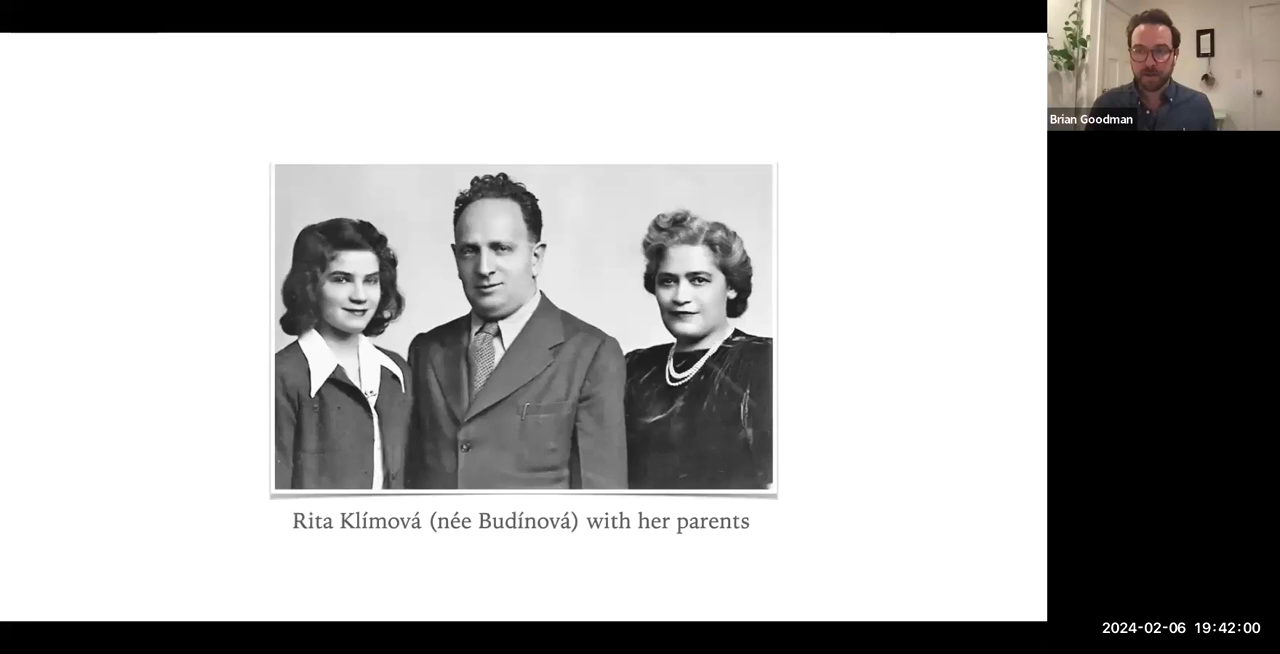 Brian Goodman
Rita Klímová (née Budínová) with her parents
2024-02-06 19:42:00